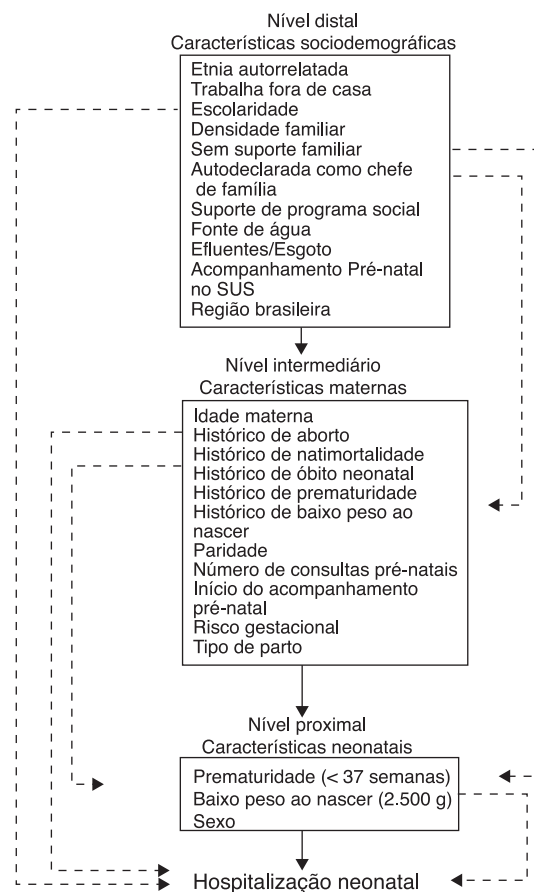 Nível distal
Características sociodemográficas
Etnia autorrelatada
Trabalha fora de casa
Escolaridade
Densidade familiar
Sem suporte familiar
Autodeclarada como chefe
de família
Suporte de programa social
Fonte de água
Efluentes/Esgoto
Acompanhamento Pré-natal
no SUS
Região brasileira
Nível intermediário
Características maternas
Idade materna
Histórico de aborto
Histórico de natimortalidade
Histórico de óbito neonatal
Histórico de prematuridade
Histórico de baixo peso ao
nascer
Paridade
Número de consultas pré-natais
Início do acompanhamento
pré-natal
Risco gestacional
Tipo de parto
Nível proximal
Características neonatais
Prematuridade (< 37 semanas)
Baixo peso ao nascer (2.500 g)
Sexo
Hospitalização neonatal